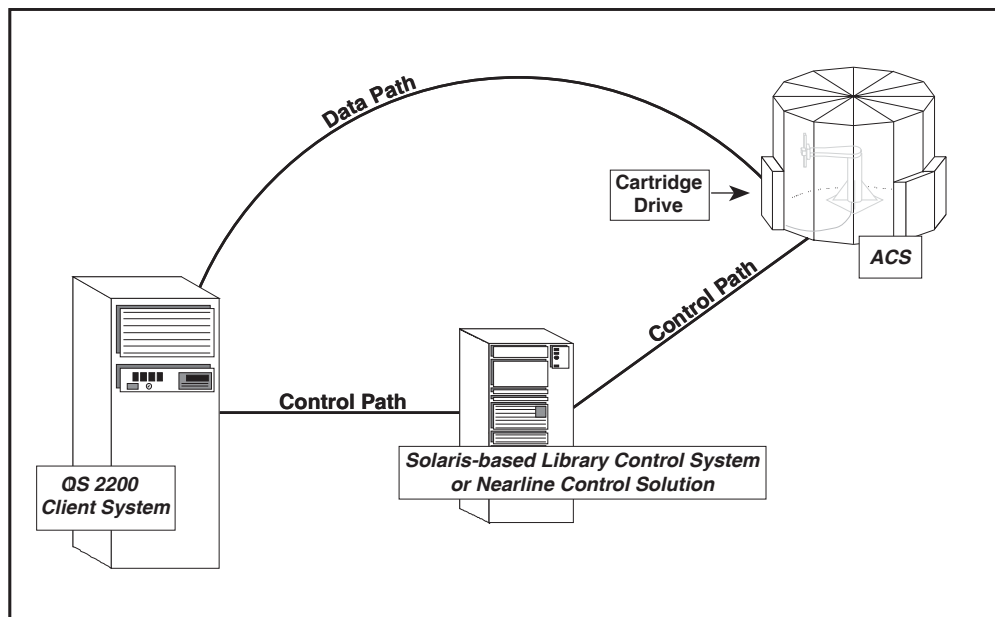 Data Path
Cartridge
Drive
ACS
Control Path
Control Path
Solaris-based Library Control System
or Nearline Control Solution
OS 2200
Client System